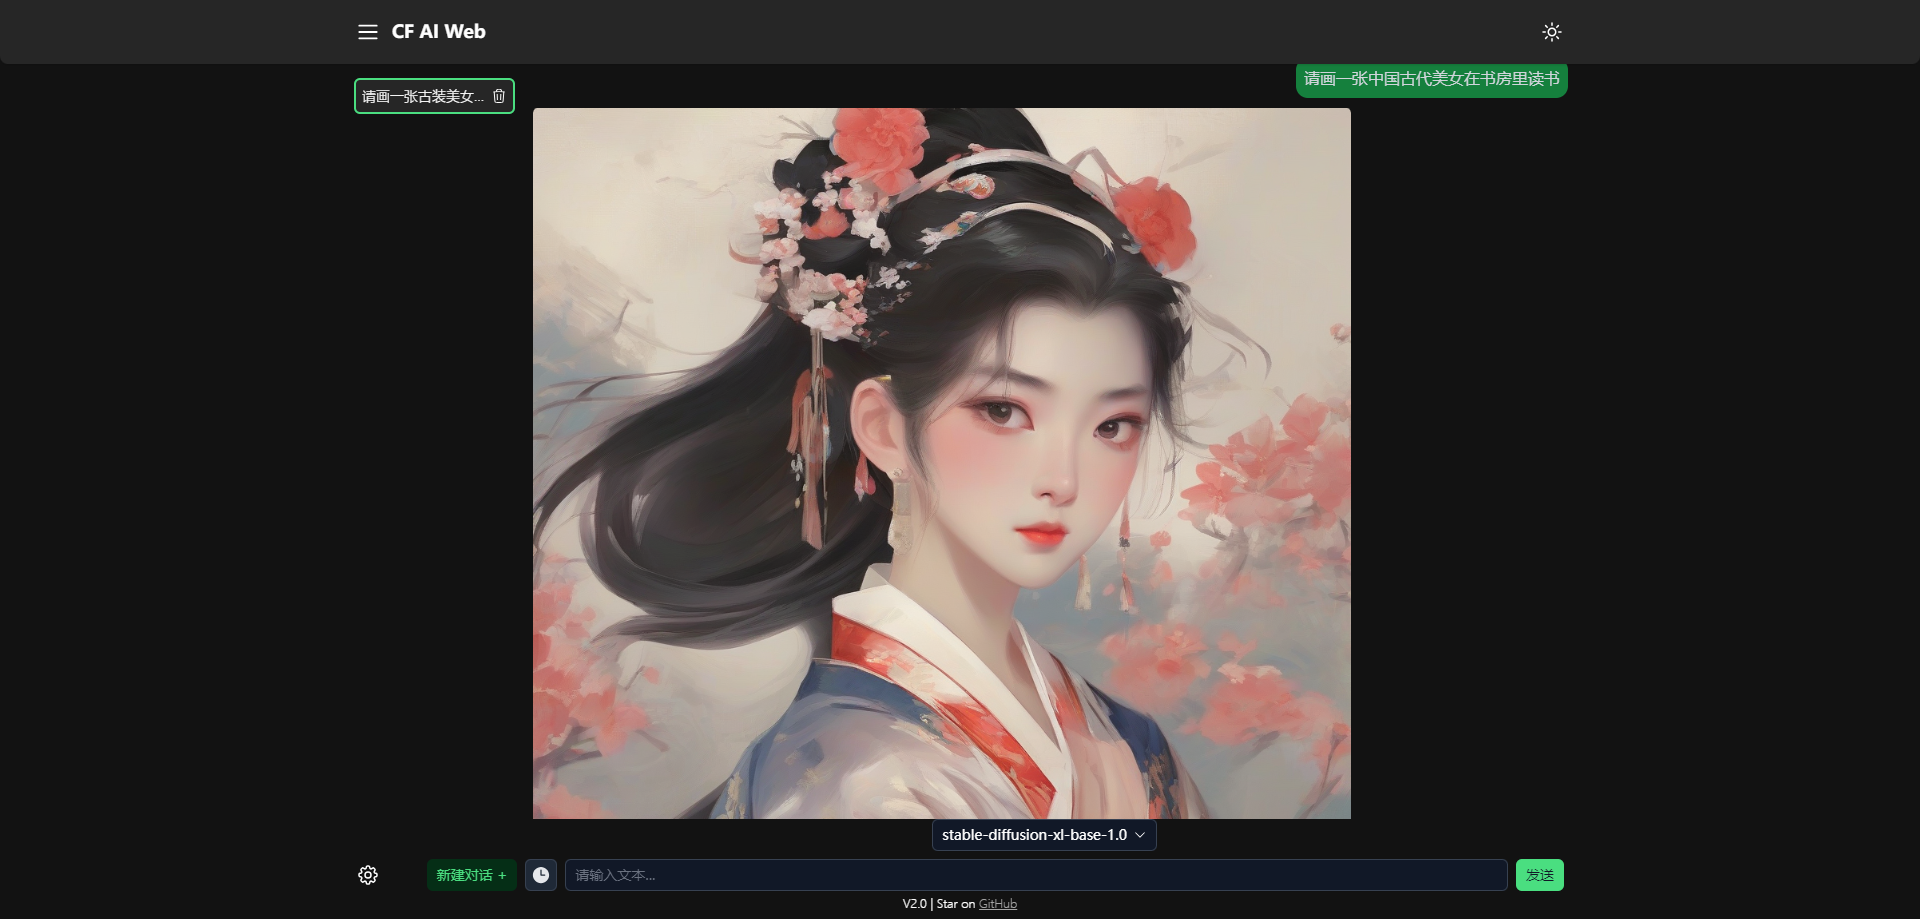 CF AI Web
请画一张古装美女...
请画一张中国古代美女在书房里读书
stable-diffusion-xl-base-1.0
新建对话 +
请输入文本...
发送
V2.0 | Star on GitHub